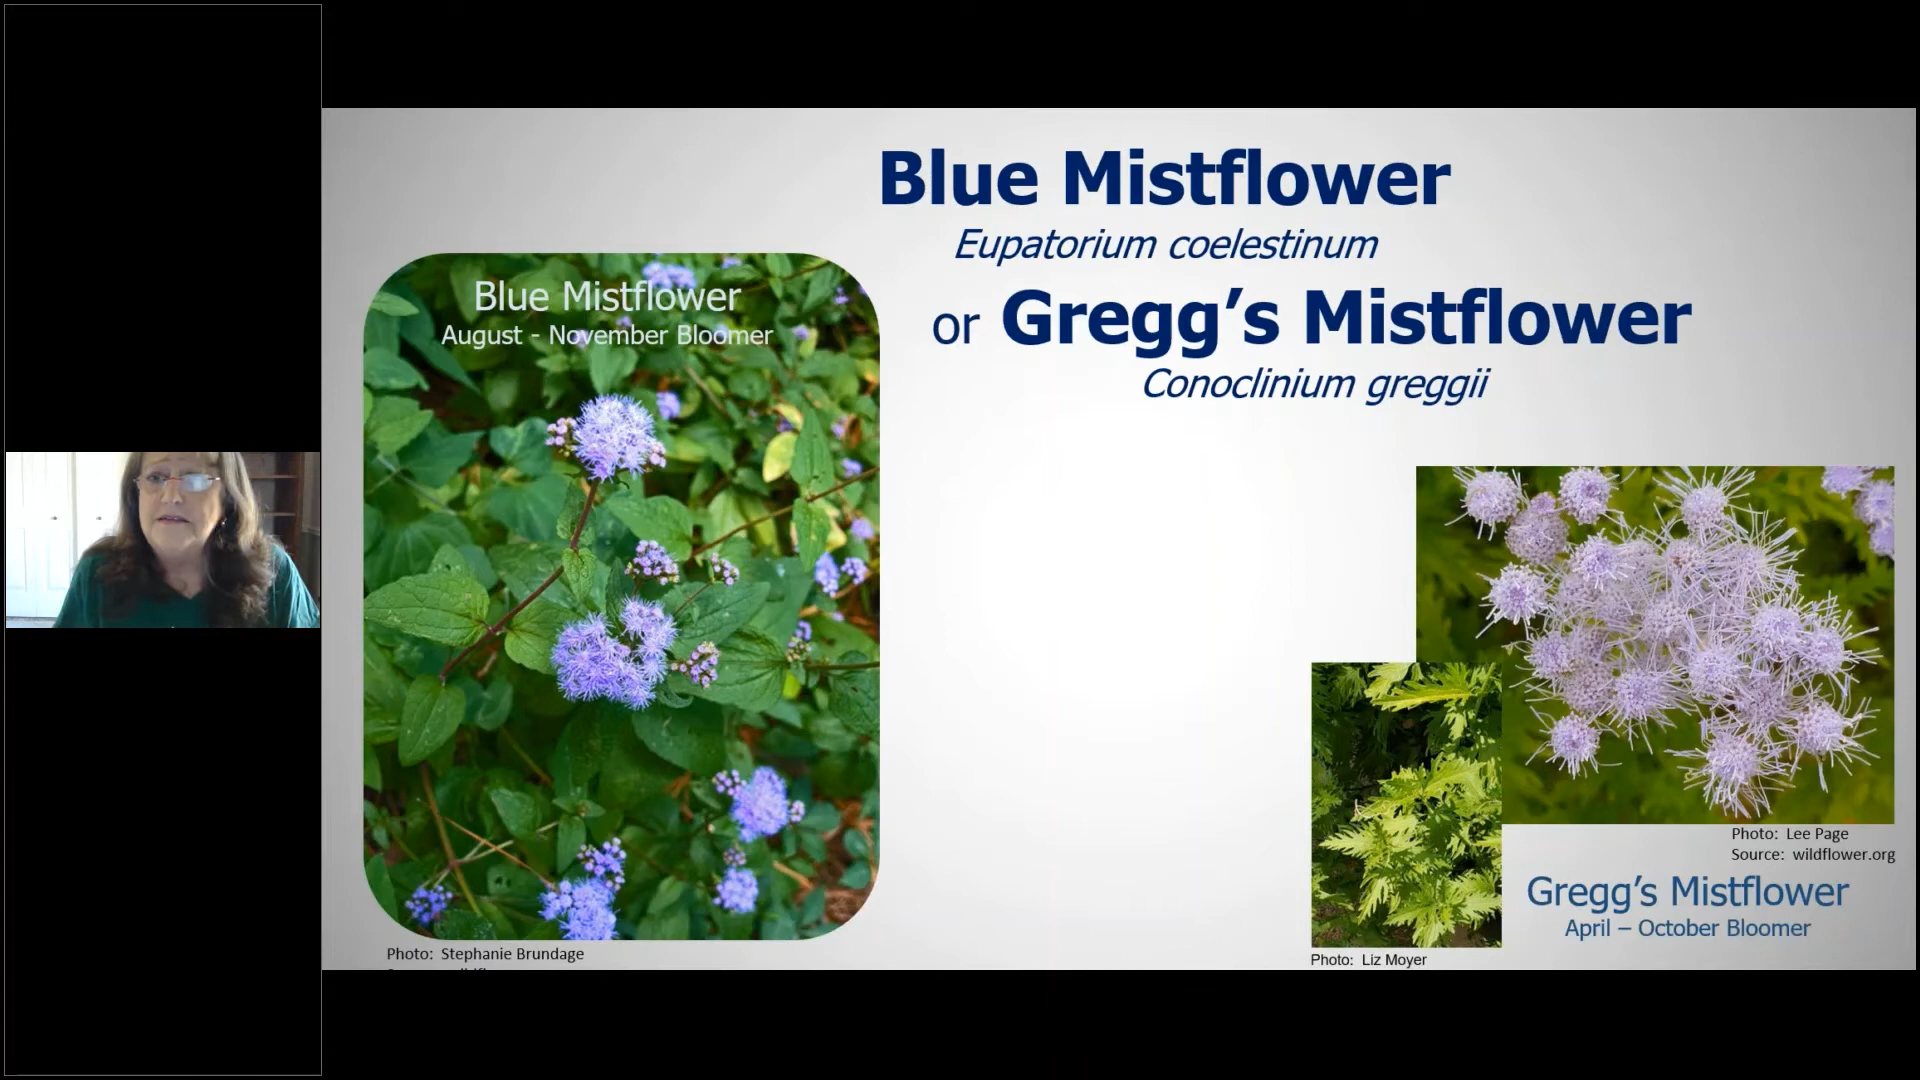 Blue Mistflower
Eupatorium coelestinum
or Gregg's Mistflower
Conoclinium greggii
Blue Mistflower
August - November Bloomer
Photo: Stephanie Brundage
Photo: Lee Page
Source: wildflower.org
Gregg's Mistflower
April – October Bloomer
Photo: Liz Moyer